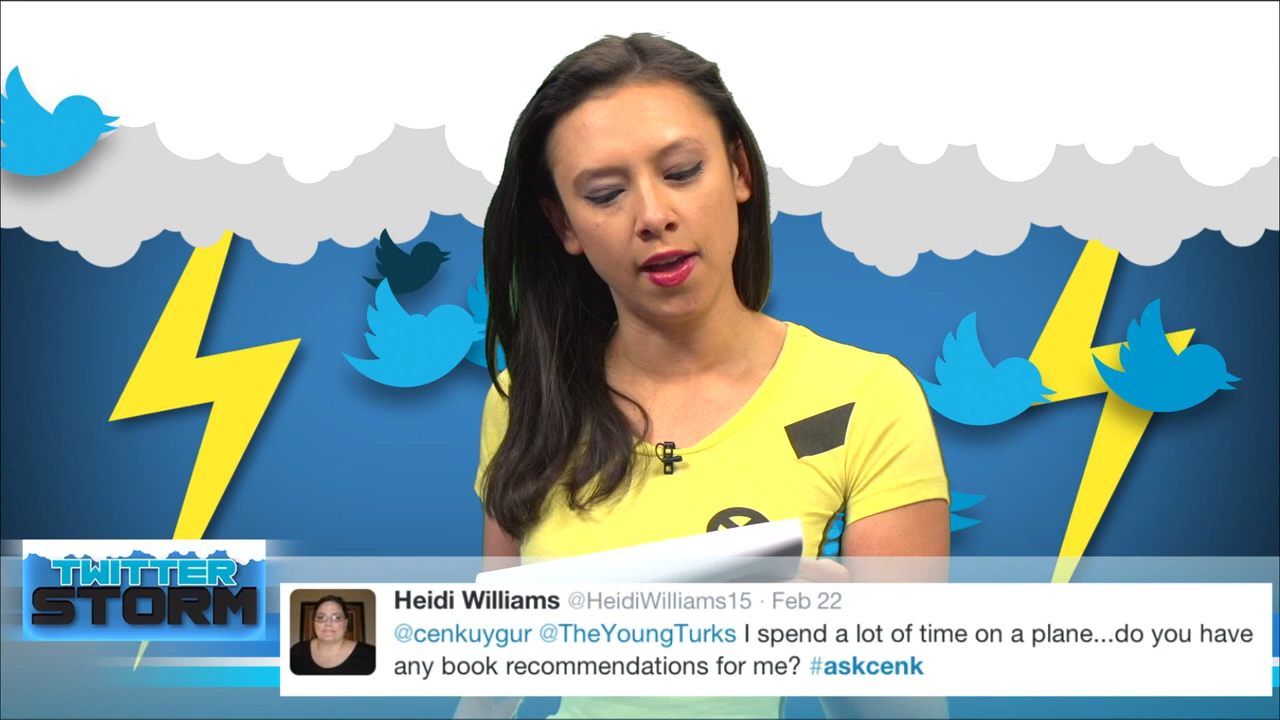 TWITTER
STORM
Heidi Williams @HeidiWilliams15 · Feb 22
@cenkuygur @TheYoungTurks I spend a lot of time on a plane...do you have
any book recommendations for me? #askcenk